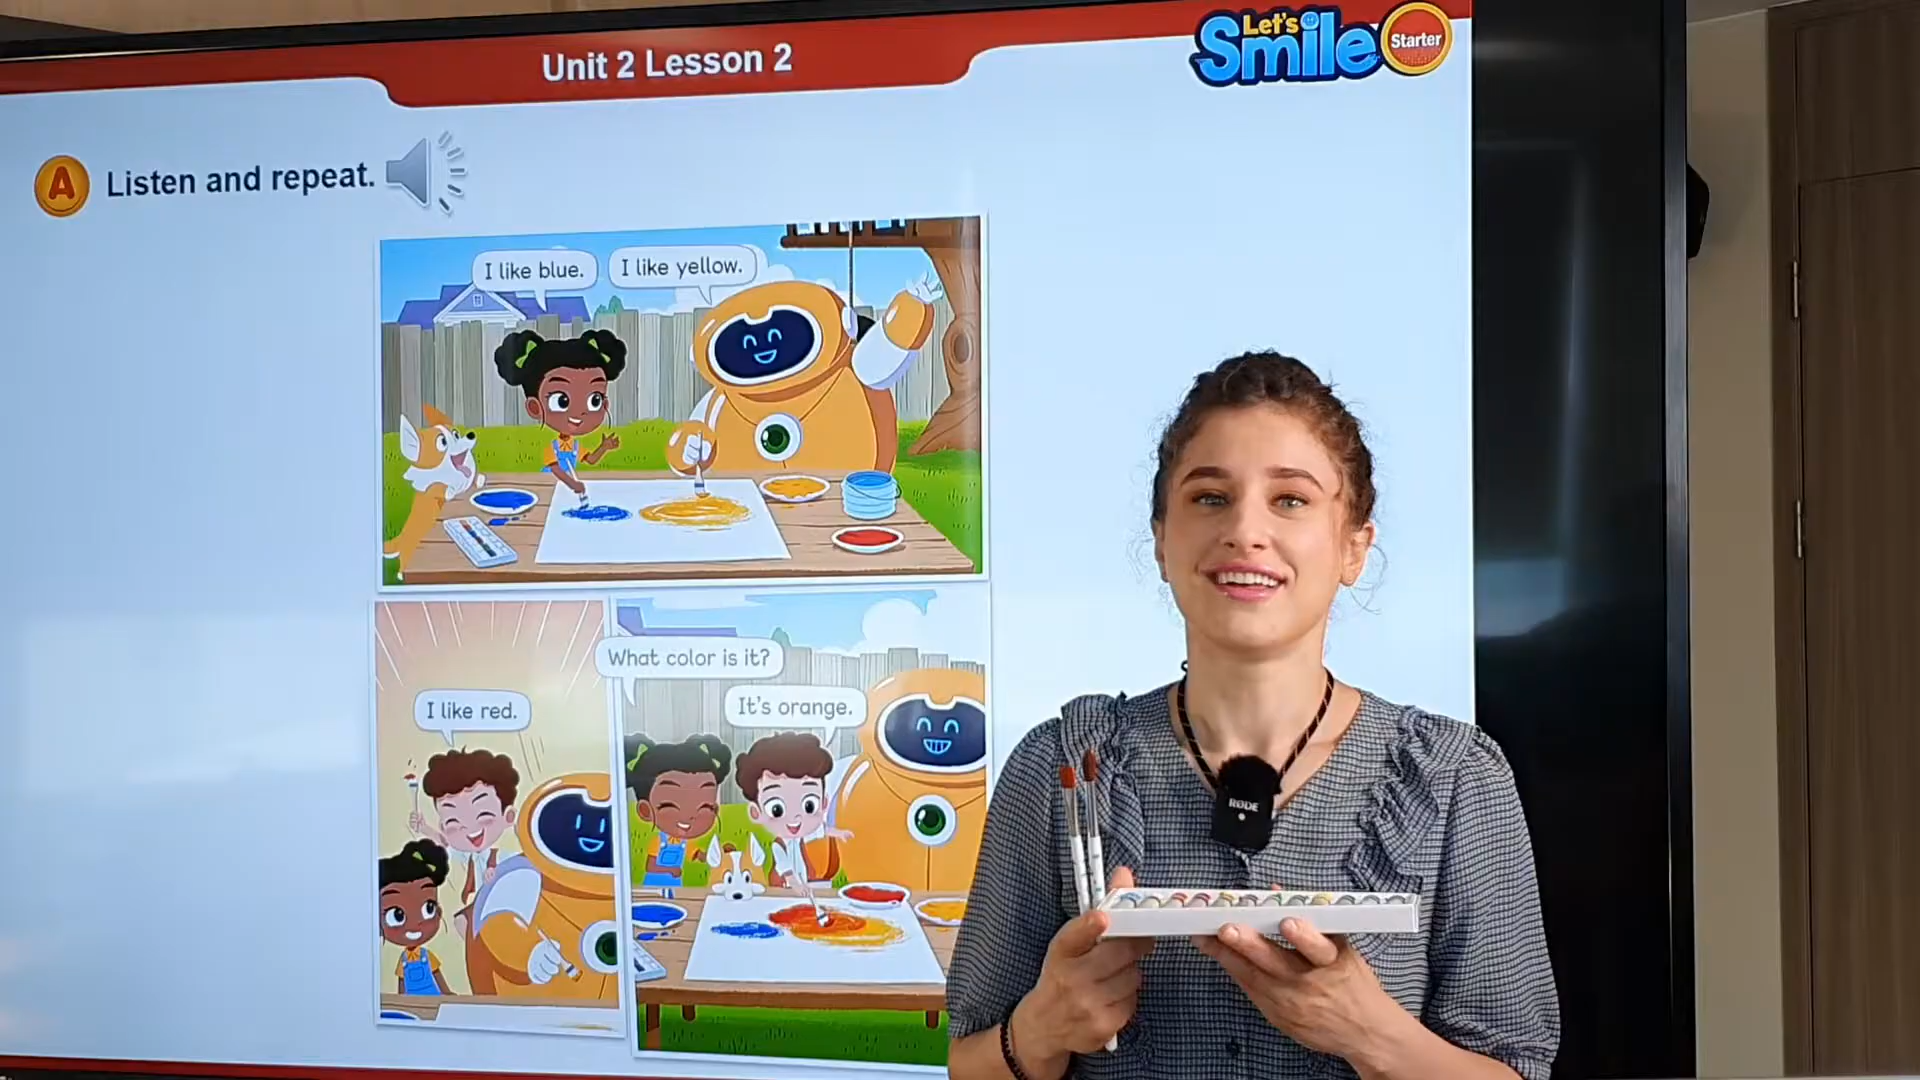 Unit 2 Lesson 2
Let's
Smile
Starter
A
Listen and repeat.
I like blue.
I like yellow.
I like red.
What color is it?
It's orange.
RØDE